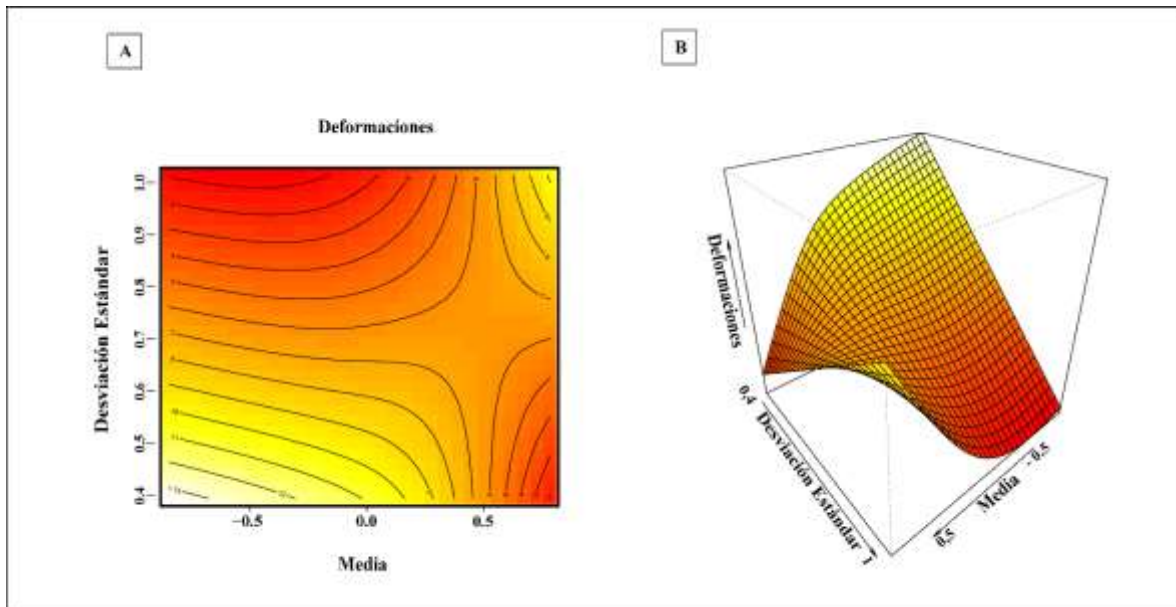 A
Deformaciones
Desviación Estándar
1.0
0.9
0.8
0.7
0.6
0.5
0.4
−0.5
0.0
0.5
Media
B
Deformaciones
0,4
Desviación Estándar
1
0,5
Media
- 0,5